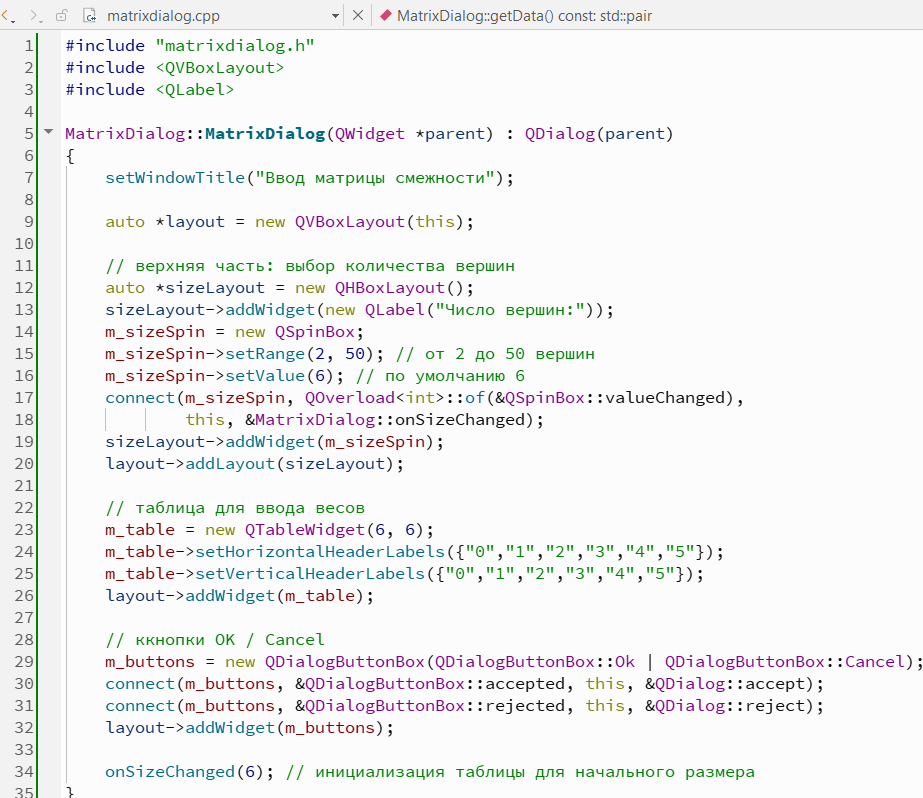 matrixdialog.cpp MatrixDialog::getData() const: std::pair
1 #include "matrixdialog.h"
2 #include <QVBoxLayout>
3 #include <QLabel>
4
5 MatrixDialog::MatrixDialog(QWidget *parent) : QDialog(parent)
6 {
7     setWindowTitle("Ввод матрицы смежности");
8
9     auto *layout = new QVBoxLayout(this);
10
11     // верхняя часть: выбор количества вершин
12     auto *sizeLayout = new QHBoxLayout();
13     sizeLayout->addWidget(new QLabel("Число вершин:"));
14     m_sizeSpin = new QSpinBox;
15     m_sizeSpin->setRange(2, 50); // от 2 до 50 вершин
16     m_sizeSpin->setValue(6); // по умолчанию 6
17     connect(m_sizeSpin, QOverload<int>::of(&QSpinBox::valueChanged),
18             this, &MatrixDialog::onSizeChanged);
19     sizeLayout->addWidget(m_sizeSpin);
20     layout->addLayout(sizeLayout);
21
22     // таблица для ввода весов
23     m_table = new QTableWidget(6, 6);
24     m_table->setHorizontalHeaderLabels({"0","1","2","3","4","5"});
25     m_table->setVerticalHeaderLabels({"0","1","2","3","4","5"});
26     layout->addWidget(m_table);
27
28     // ккнопки OK / Cancel
29     m_buttons = new QDialogButtonBox(QDialogButtonBox::Ok | QDialogButtonBox::Cancel);
30     connect(m_buttons, &QDialogButtonBox::accepted, this, &QDialog::accept);
31     connect(m_buttons, &QDialogButtonBox::rejected, this, &QDialog::reject);
32     layout->addWidget(m_buttons);
33
34     onSizeChanged(6); // инициализация таблицы для начального размера
35 }